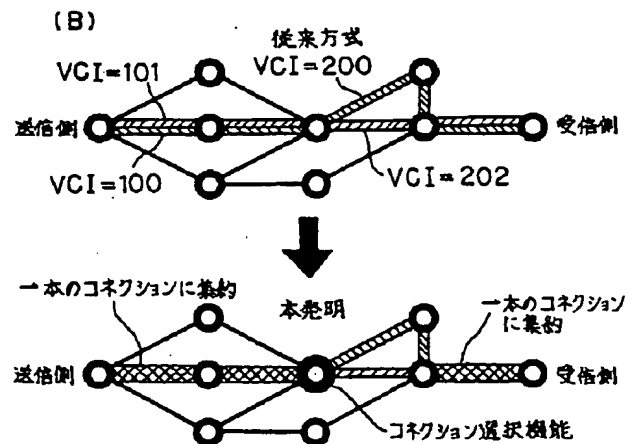 (B)
従来方式
VCI=101
VCI=200
送信側
受信側
VCI=100
VCI=202
一本のコネクションに集約
本発明
一本のコネクション
に集約
送信側
受信側
コネクション選択機能